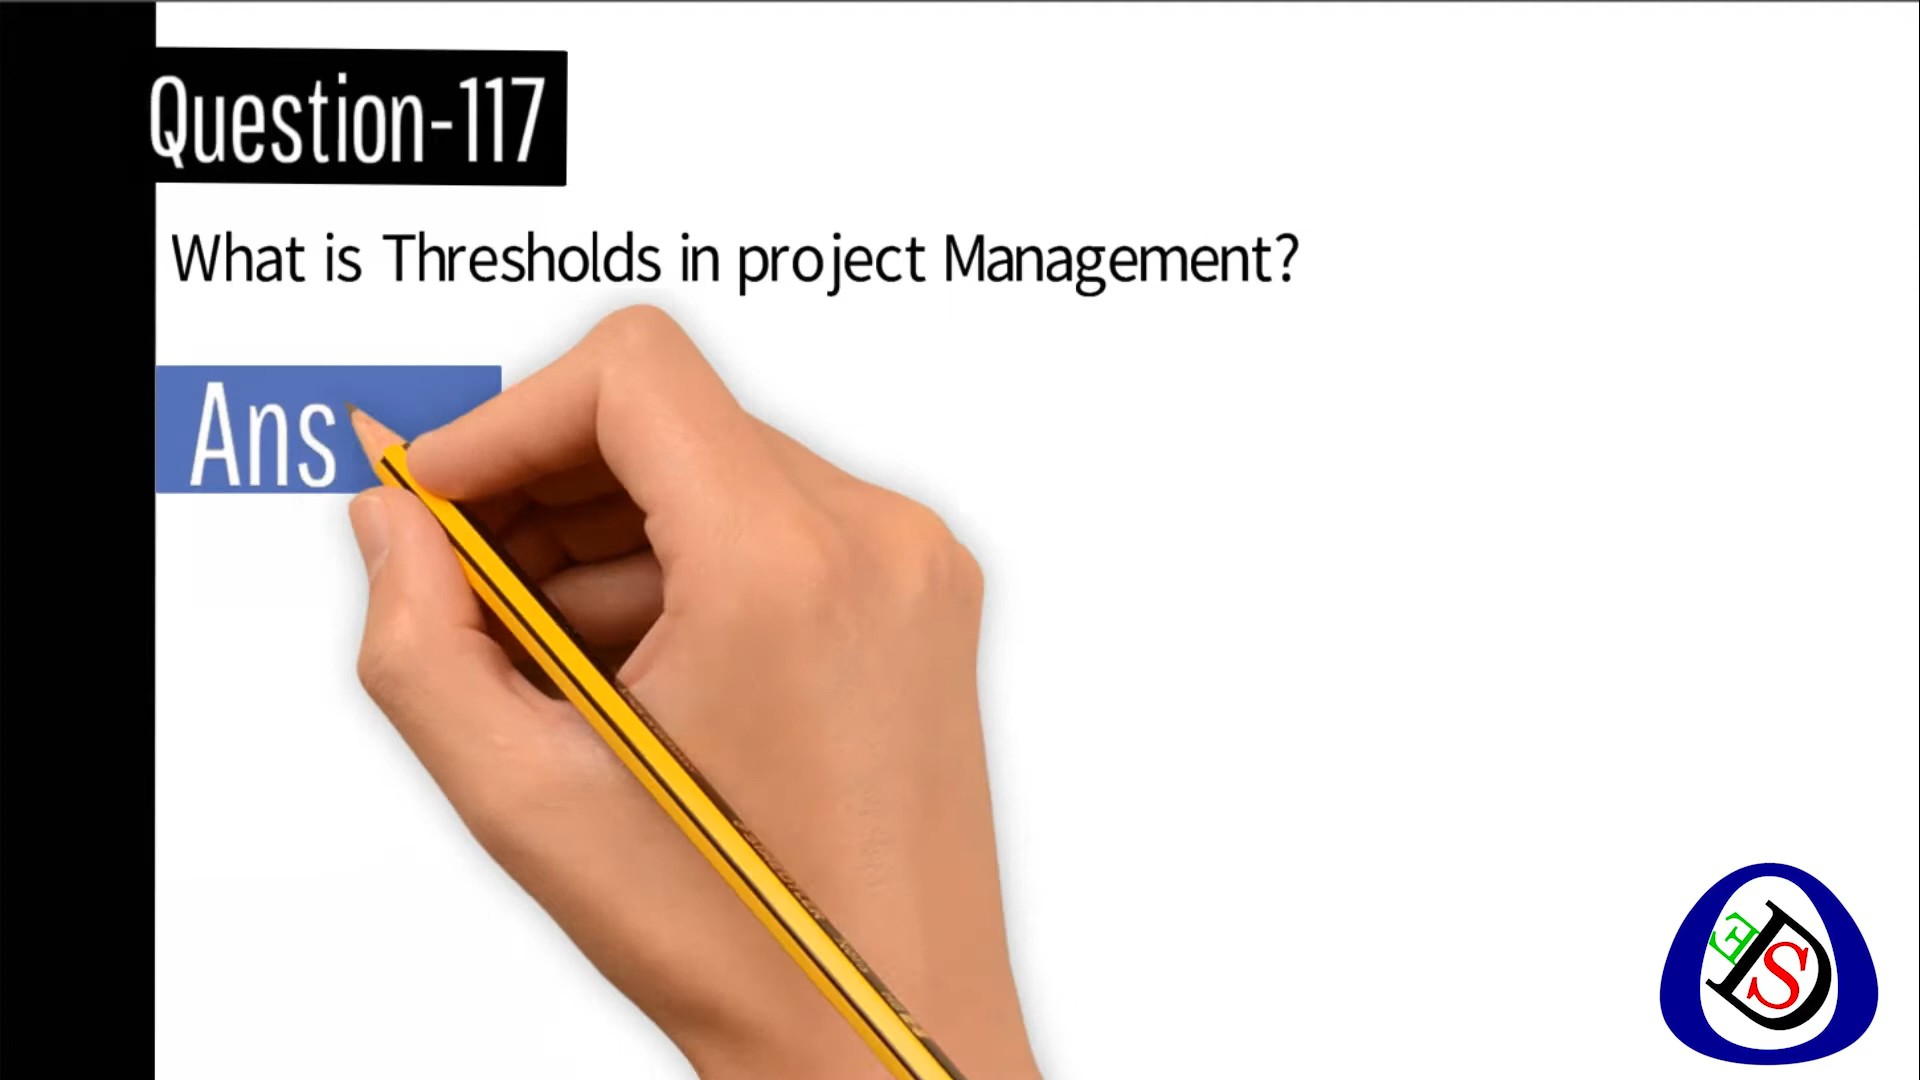 Question-117
What is Thresholds in project Management?
Ans